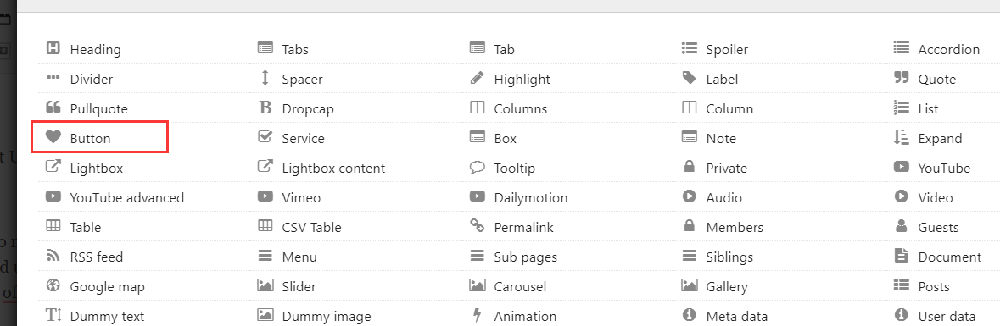 Heading Tabs Tab Spoiler Accordion
Divider Spacer Highlight Label Quote
Pullquote Dropcap Columns Column List
Button Service Box Note Expand
Lightbox Lightbox content Tooltip Private YouTube
YouTube advanced Vimeo Dailymotion Audio Video
Table CSV Table Permalink Members Guests
RSS feed Menu Sub pages Siblings Document
Google map Slider Carousel Gallery Posts
Dummy text Dummy image Animation Meta data User data